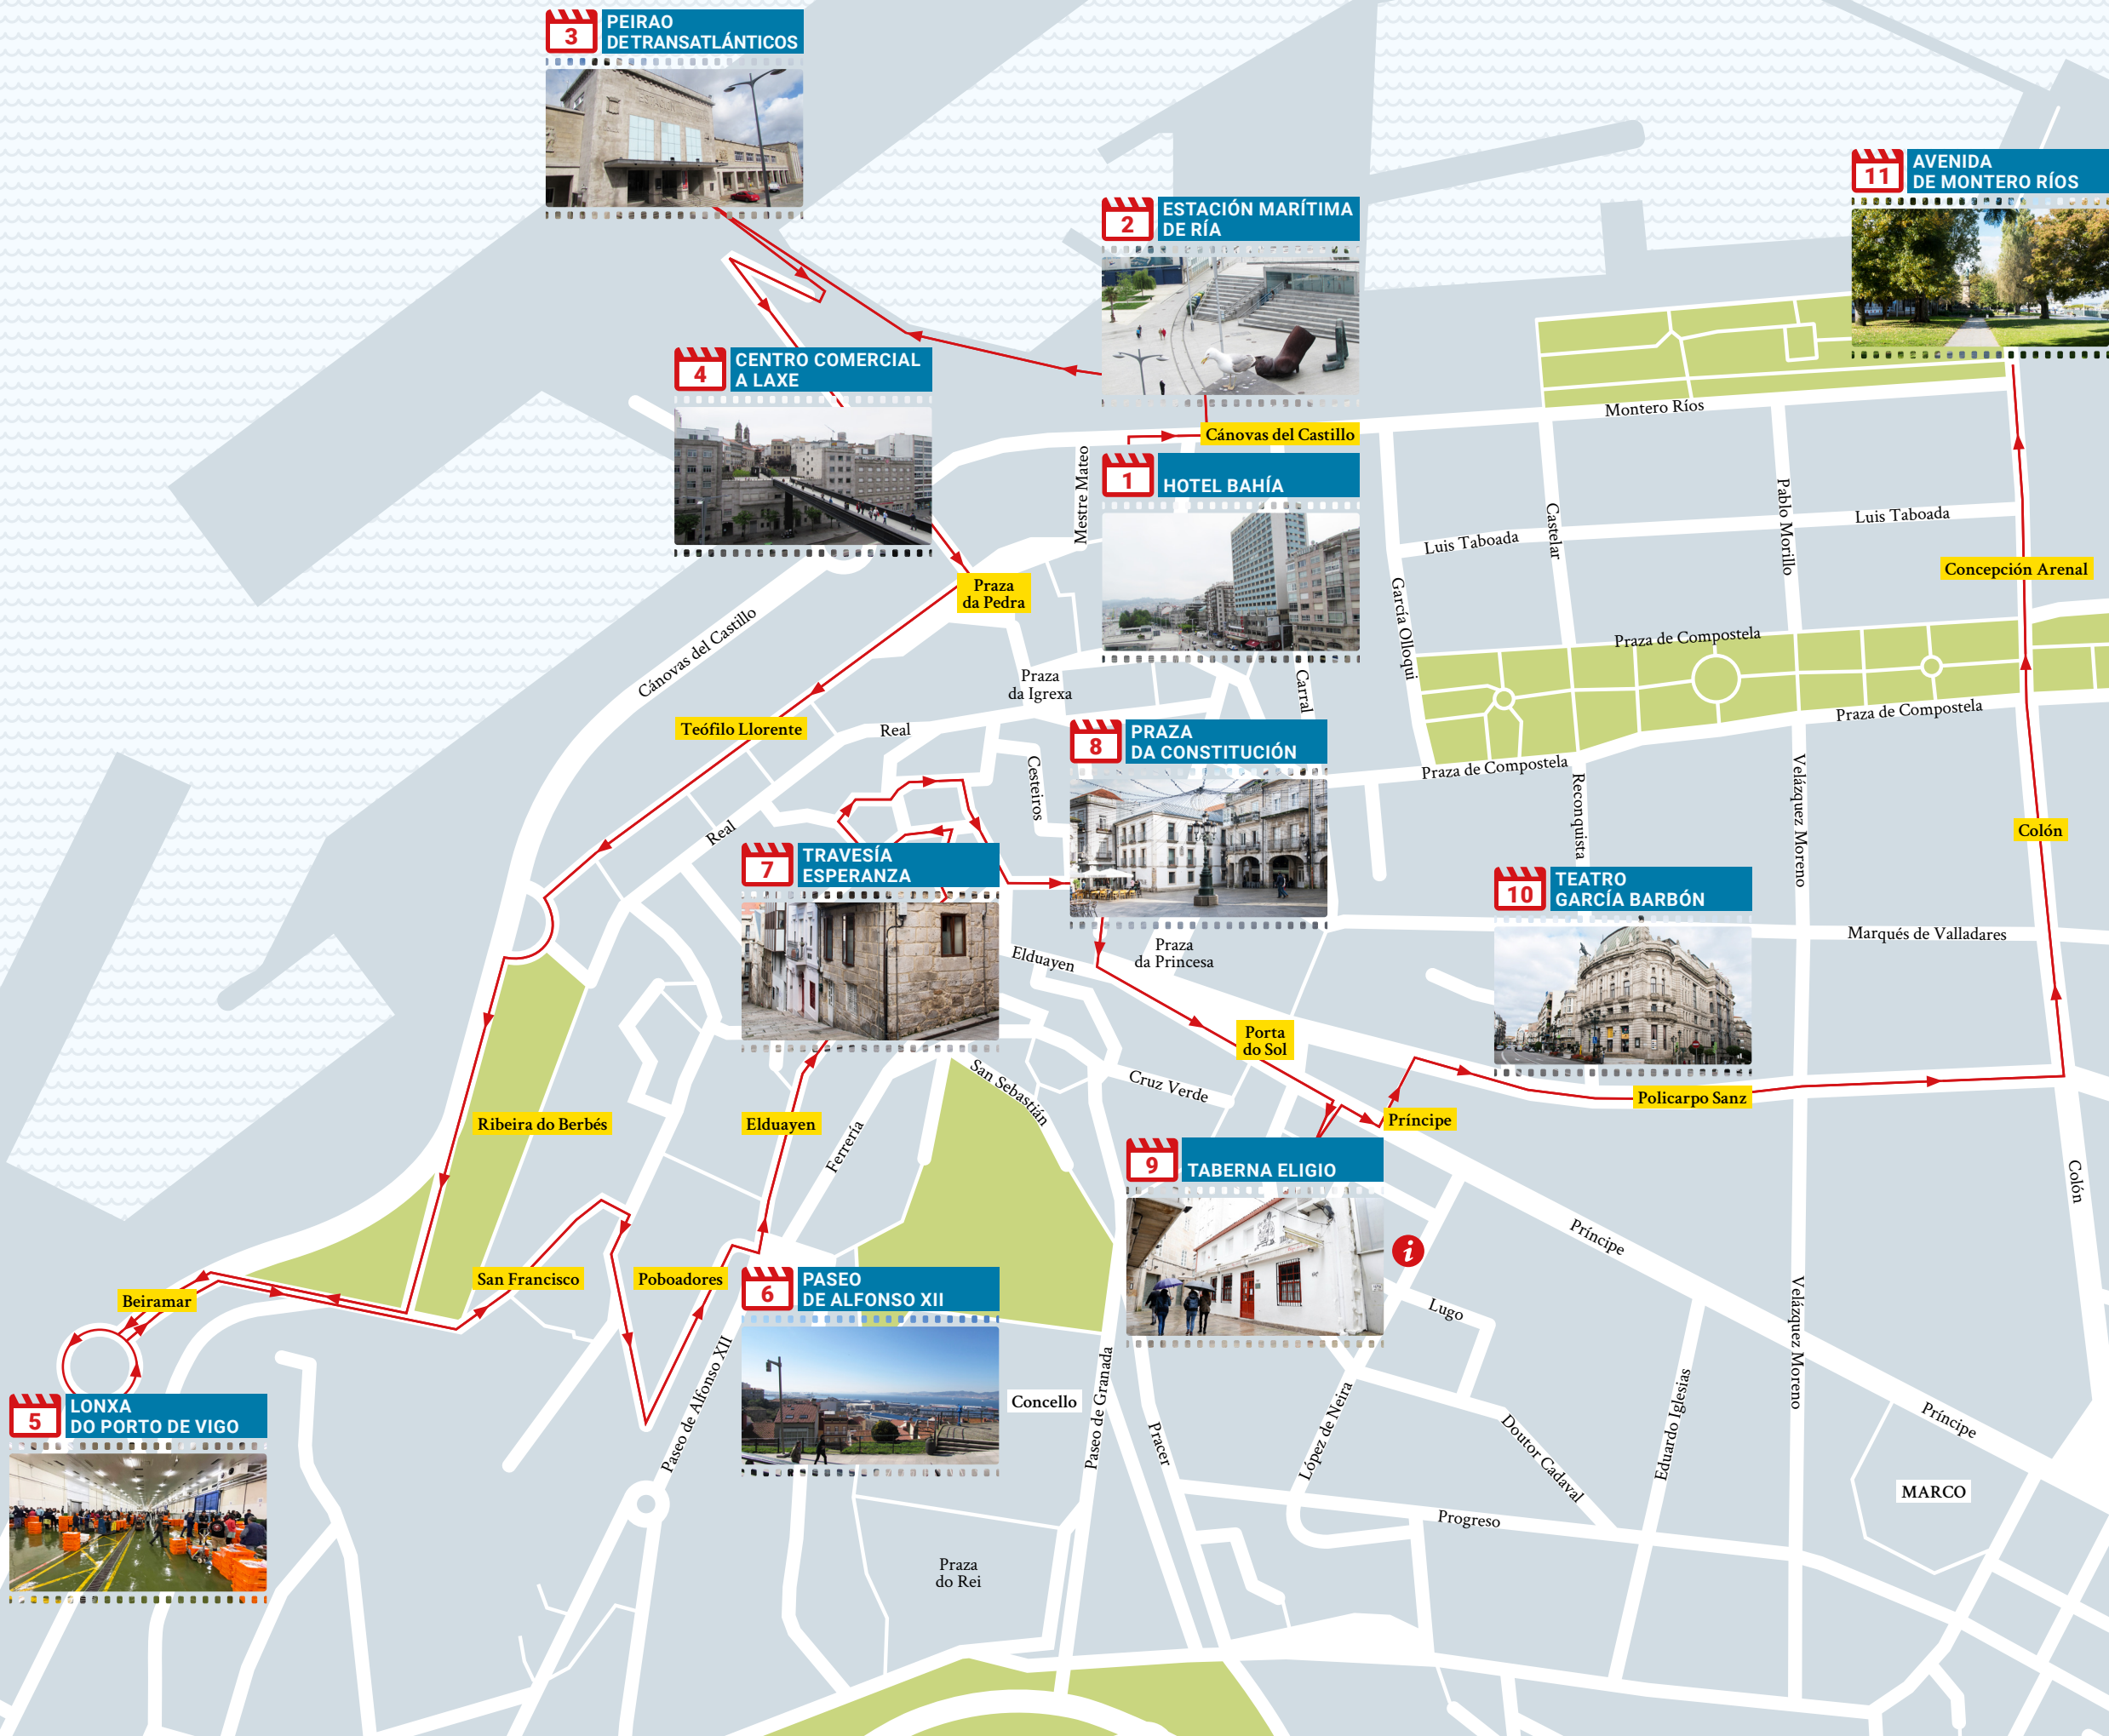 3
PEIRAO
DE TRANSATLÁNTICOS
2
ESTACIÓN MARÍTIMA
DE RÍA
11
AVENIDA
DE MONTERO RÍOS
4
CENTRO COMERCIAL
A LAXE
Montero Ríos
Cánovas del Castillo
Mestre Mateo
1
HOTEL BAHÍA
Castelar
Pablo Morillo
Luis Taboada
Luis Taboada
Concepción Arenal
Praza
da Pedra
García Olloqui
Cánovas del Castillo
Praza de Compostela
Praza
da Igrexa
Carral
Praza de Compostela
Teófilo Llorente
Real
8
PRAZA
DA CONSTITUCIÓN
Cesteiros
Praza de Compostela
Reconquista
Velázquez Moreno
Real
Colón
7
TRAVESÍA
ESPERANZA
10
TEATRO
GARCÍA BARBÓN
Marqués de Valladares
Elduayen
Praza
da Princesa
Porta
do Sol
San Sebastián
Cruz Verde
Policarpo Sanz
Príncipe
Ribeira do Berbés
Elduayen
Ferrería
9
TABERNA ELIGIO
Colón
Príncipe
i
San Francisco
Poboadores
6
PASEO
DE ALFONSO XII
Beiramar
Lugo
Velázquez Moreno
Paseo de Alfonso XII
Concello
Paseo de Granada
Pracer
López de Neira
Doutor Cadaval
Eduardo Iglesias
Príncipe
5
LONXA
DO PORTO DE VIGO
MARCO
Progreso
Praza
do Rei